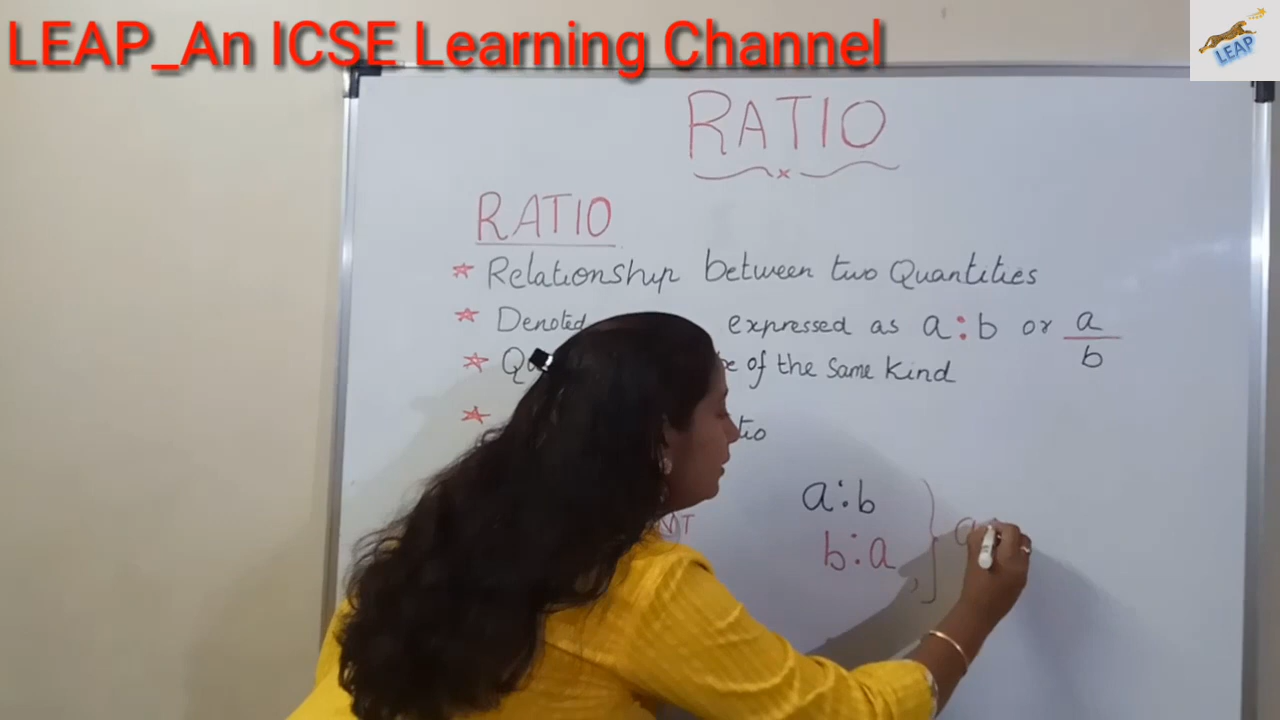 LEAP_An ICSE Learning Channel
LEAP
RATIO
RATIO
Relationship between two Quantities
Denoted expressed as a:b or a/b
of the Same Kind
a:b
b:a